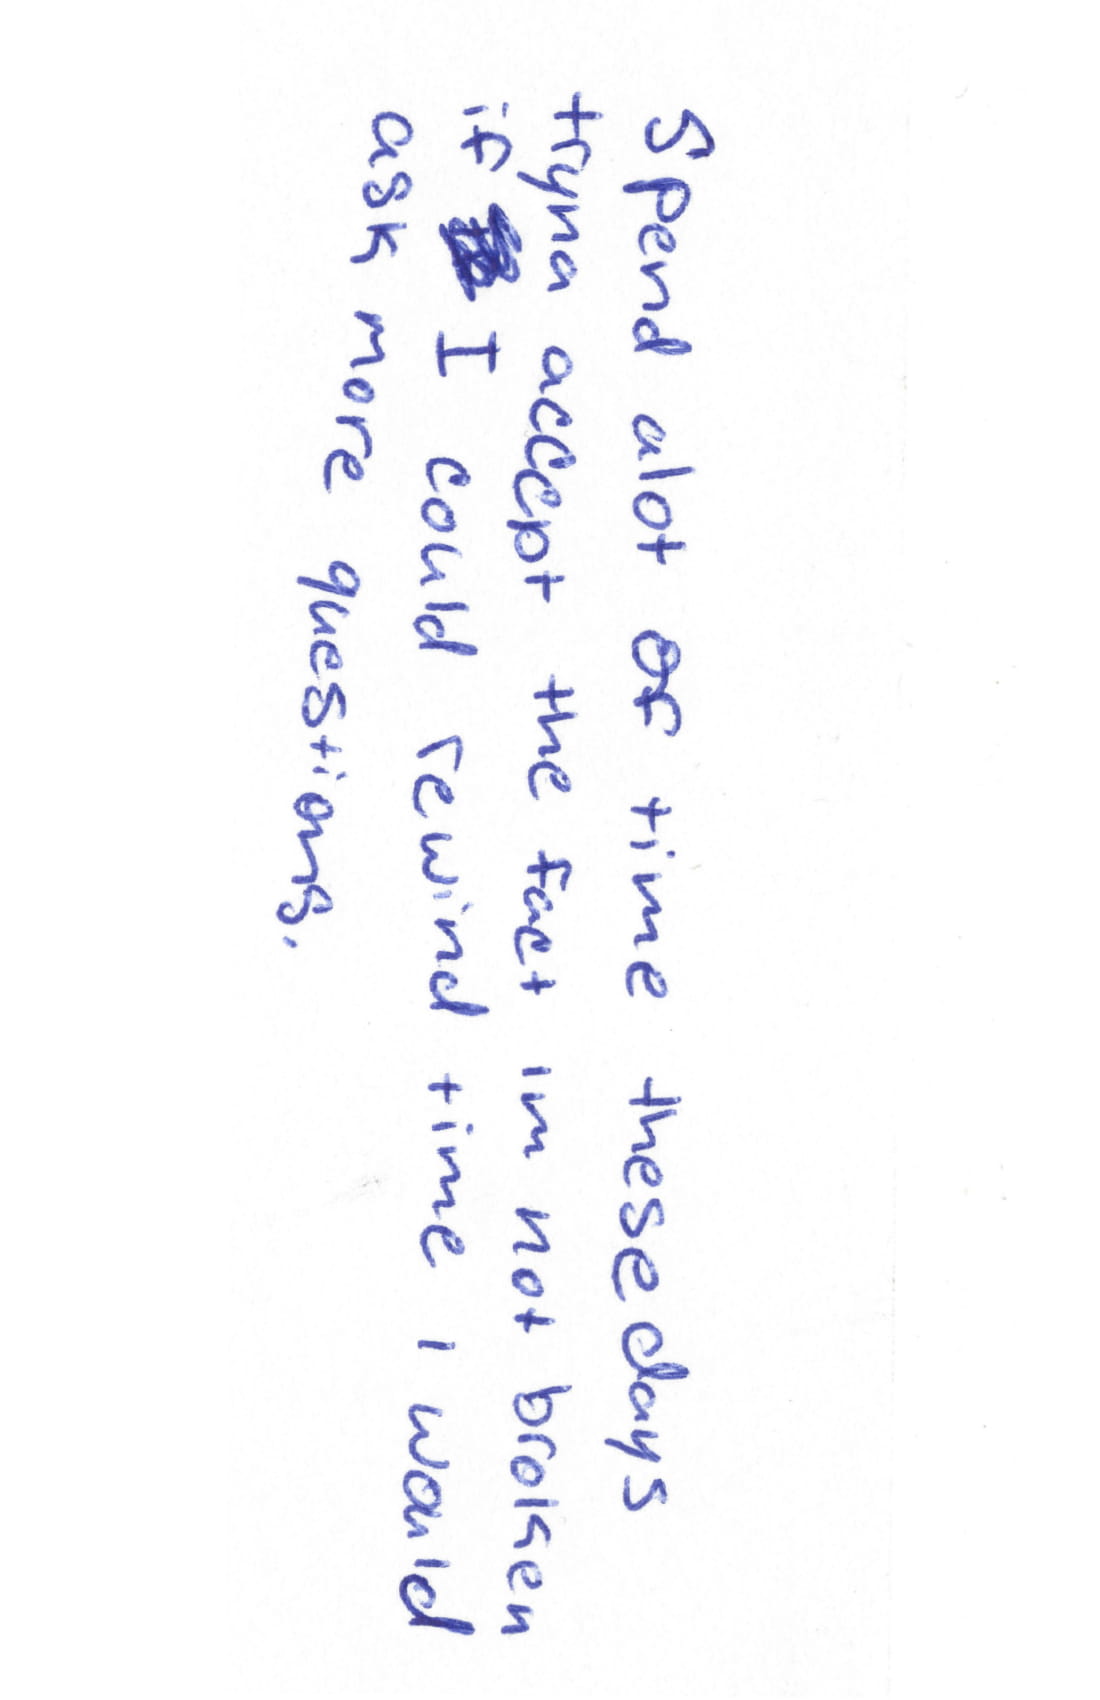 Spend alot of time these days
tryna accept the fact im not broken
if I could rewind time I would
ask more questions.